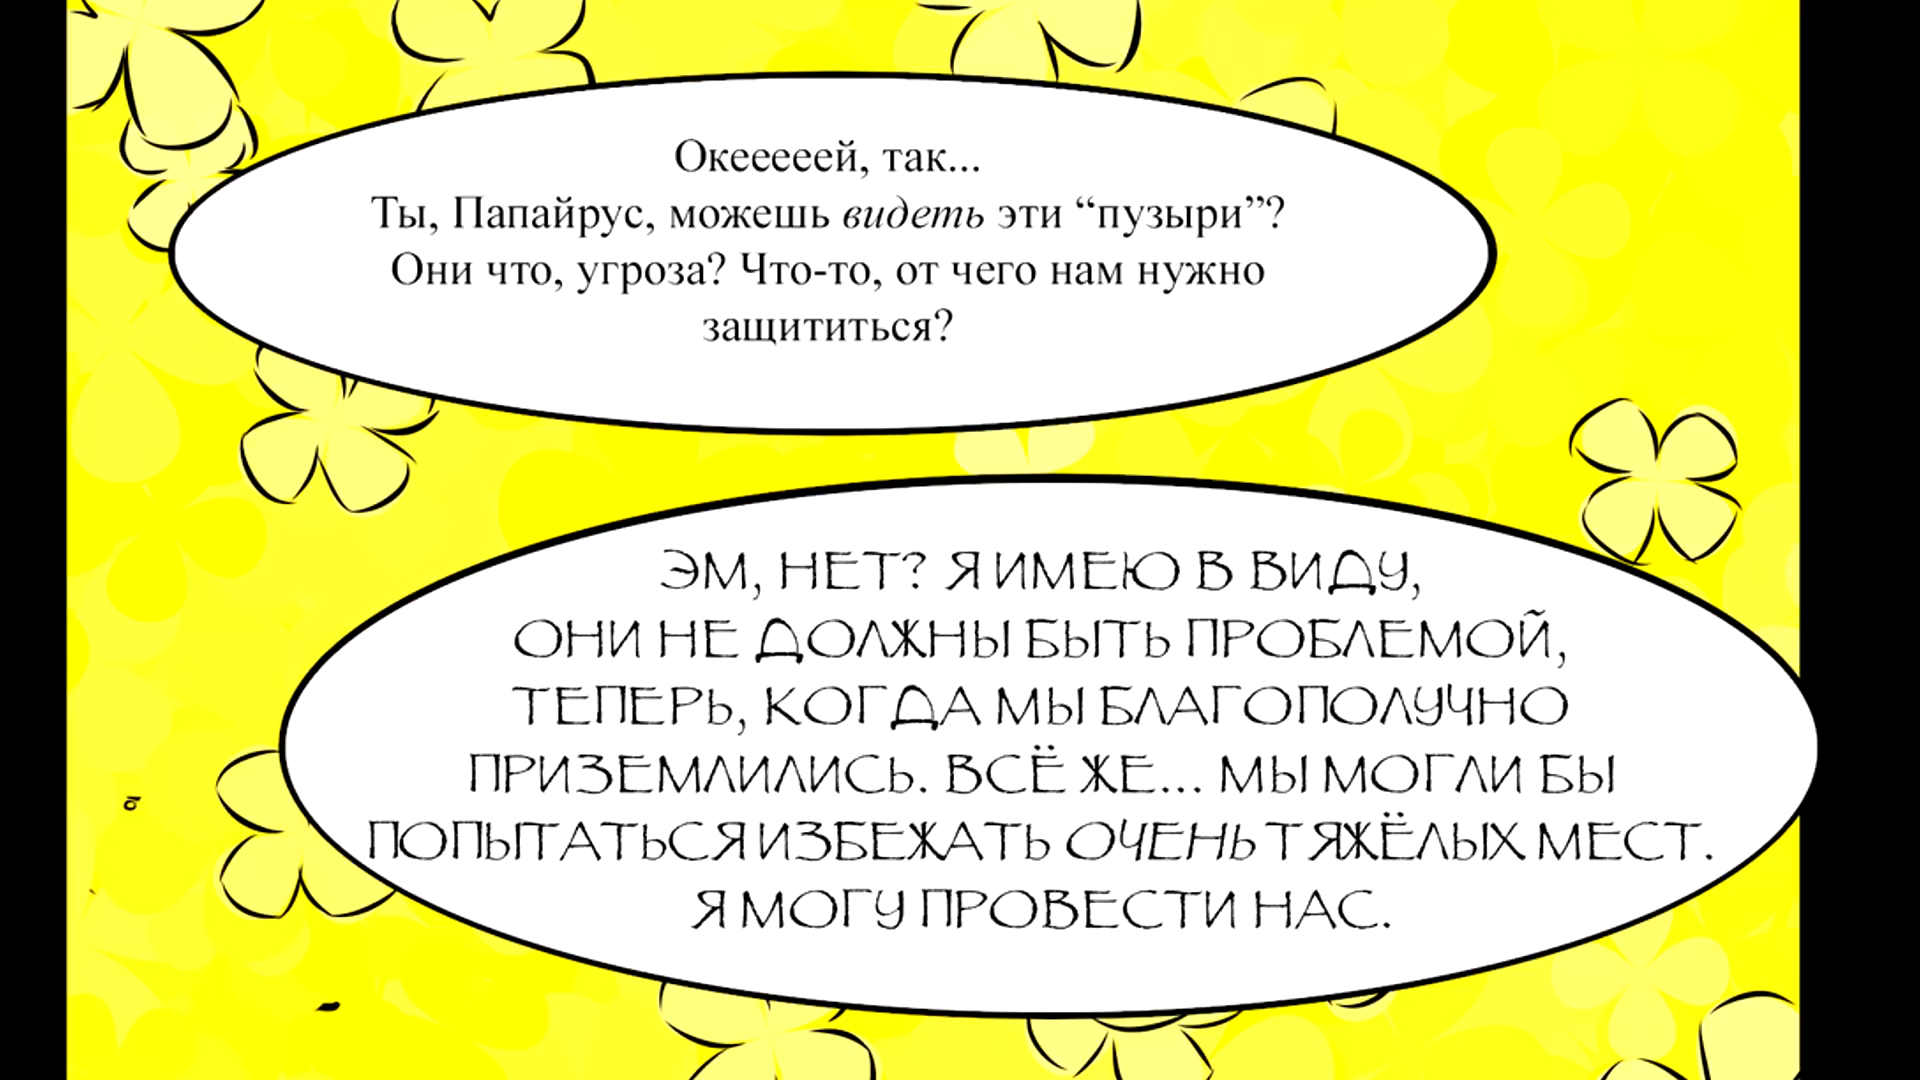 Океееееей, так...
Ты, Папайрус, можешь видеть эти “пузыри”?
Они что, угроза? Что-то, от чего нам нужно
защититься?
ЭМ, НЕТ? Я ИМЕЮ В ВИДУ,
ОНИ НЕ ДОЛЖНЫ БЫТЬ ПРОБЛЕМОЙ,
ТЕПЕРЬ, КОГДА МЫ БЛАГОПОЛУЧНО
ПРИЗЕМЛИЛИСЬ. ВСЁ ЖЕ... МЫ МОГЛИ БЫ
ПОПЫТАТЬСЯ ИЗБЕЖАТЬ ОЧЕНЬ ТЯЖЁЛЫХ МЕСТ.
Я МОГУ ПРОВЕСТИ НАС.